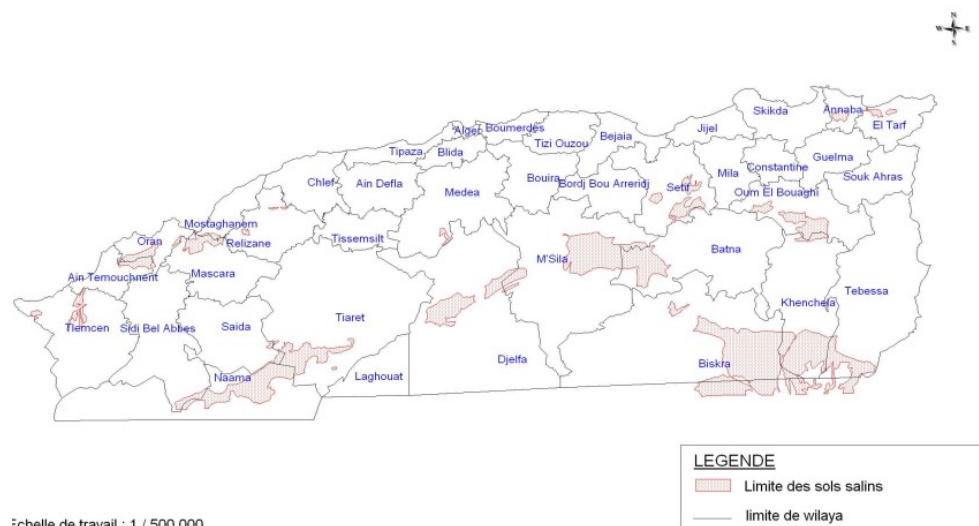 N
W E
S
Skikda
Annaba
El Tarf
Jijel
Alger
Boumerdes
Tizi Ouzou
Bejaia
Tipaza
Blida
Constantine
Guelma
Mila
Souk Ahras
Chlef
Ain Defla
Medea
Bouira
Bordj Bou Arreridj
Setif
Oum El Bouaghi
Mostaghanem
Oran
Relizane
Tissemsilt
Batna
M'Sila
Ain Temouchnent
Mascara
Tebessa
Khenchela
Tlemcen
Sidi Bel Abbes
Saida
Tiaret
Djelfa
Biskra
Naama
Laghouat
LEGENDE
Limite des sols salins
limite de wilaya
Echelle de travail : 1 / 500 000